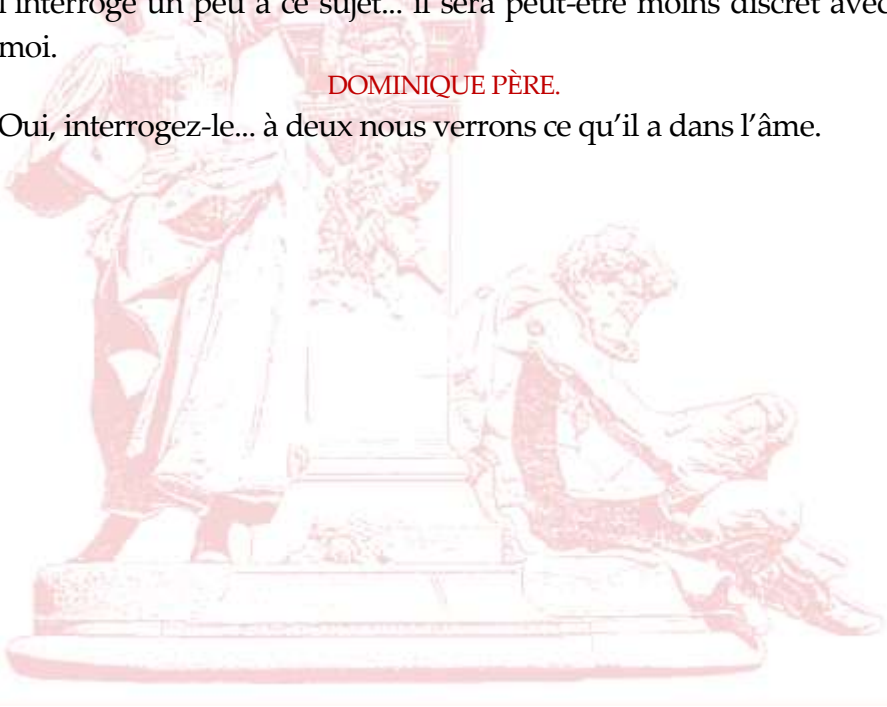 l'interroge un peu à ce sujet... il sera peut-être moins discret avec
moi.
DOMINIQUE PÈRE.
Oui, interrogez-le... à deux nous verrons ce qu'il a dans l'âme.